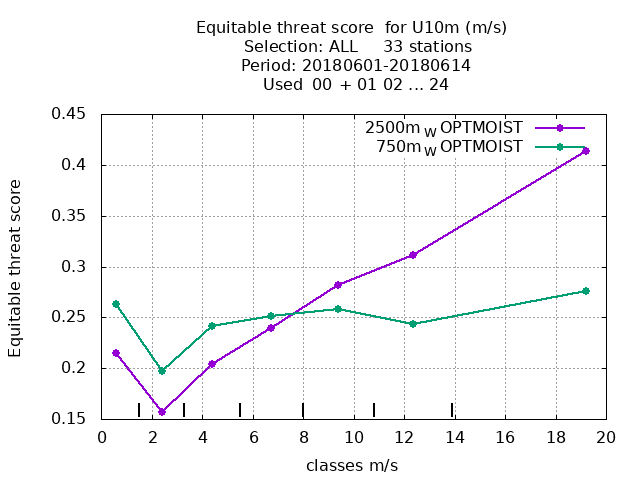 Equitable threat score for U10m (m/s)
Selection: ALL 33 stations
Period: 20180601-20180614
Used 00 + 01 02 ... 24
2500m W OPTMOIST
750m W OPTMOIST
Equitable threat score
0.45
0.4
0.35
0.3
0.25
0.2
0.15
0 2 4 6 8 10 12 14 16 18 20
classes m/s